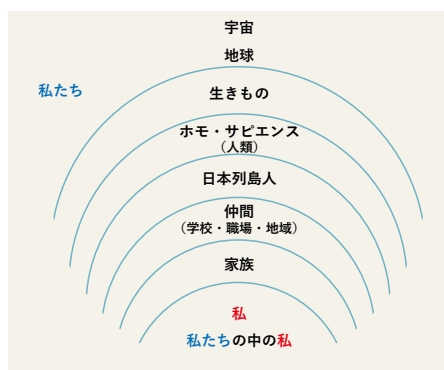 宇宙
地球
私たち
生きもの
ホモ・サピエンス
（人類）
日本列島人
仲間
（学校・職場・地域）
家族
私
私たちの中の私